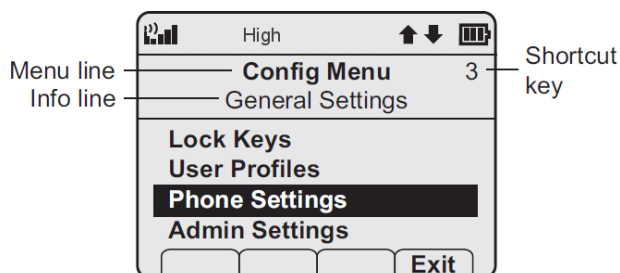 High
Menu line Config Menu 3 Shortcut key
Info line General Settings
Lock Keys
User Profiles
Phone Settings
Admin Settings
Exit